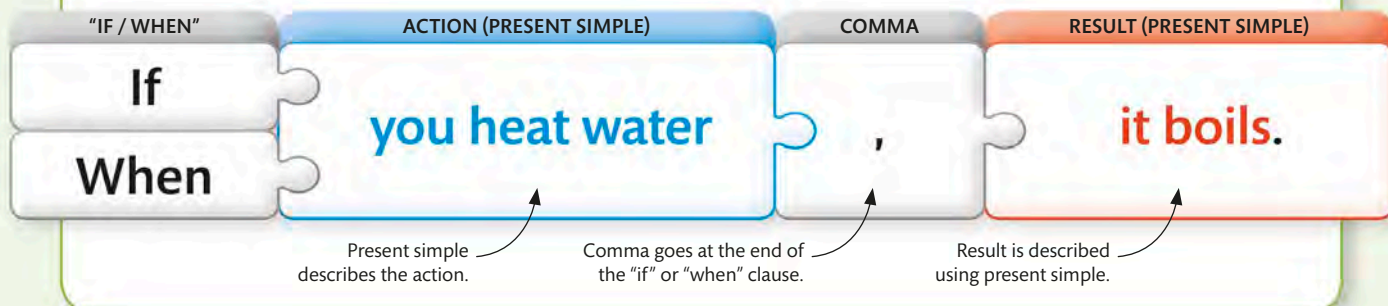 "IF / WHEN"
ACTION (PRESENT SIMPLE)
COMMA
RESULT (PRESENT SIMPLE)
If
When
you heat water
,
it boils.
Present simple
describes the action.
Comma goes at the end of
the "if" or "when" clause.
Result is described
using present simple.